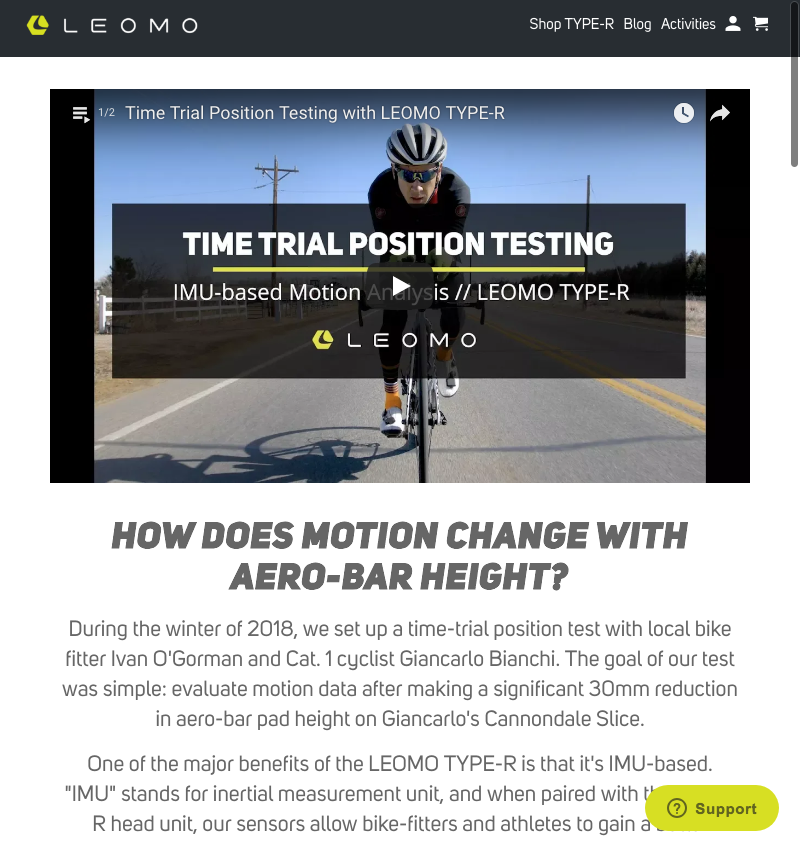 LEOMO
Shop TYPE-R Blog Activities
1/2 Time Trial Position Testing with LEOMO TYPE-R
TIME TRIAL POSITION TESTING
IMU-based Motion Analysis // LEOMO TYPE-R
LEOMO
HOW DOES MOTION CHANGE WITH
AERO-BAR HEIGHT?
During the winter of 2018, we set up a time-trial position test with local bike
fitter Ivan O'Gorman and Cat. 1 cyclist Giancarlo Bianchi. The goal of our test
was simple: evaluate motion data after making a significant 30mm reduction
in aero-bar pad height on Giancarlo's Cannondale Slice.
One of the major benefits of the LEOMO TYPE-R is that it's IMU-based.
"IMU" stands for inertial measurement unit, and when paired with
R head unit, our sensors allow bike-fitters and athletes to gain a
Support